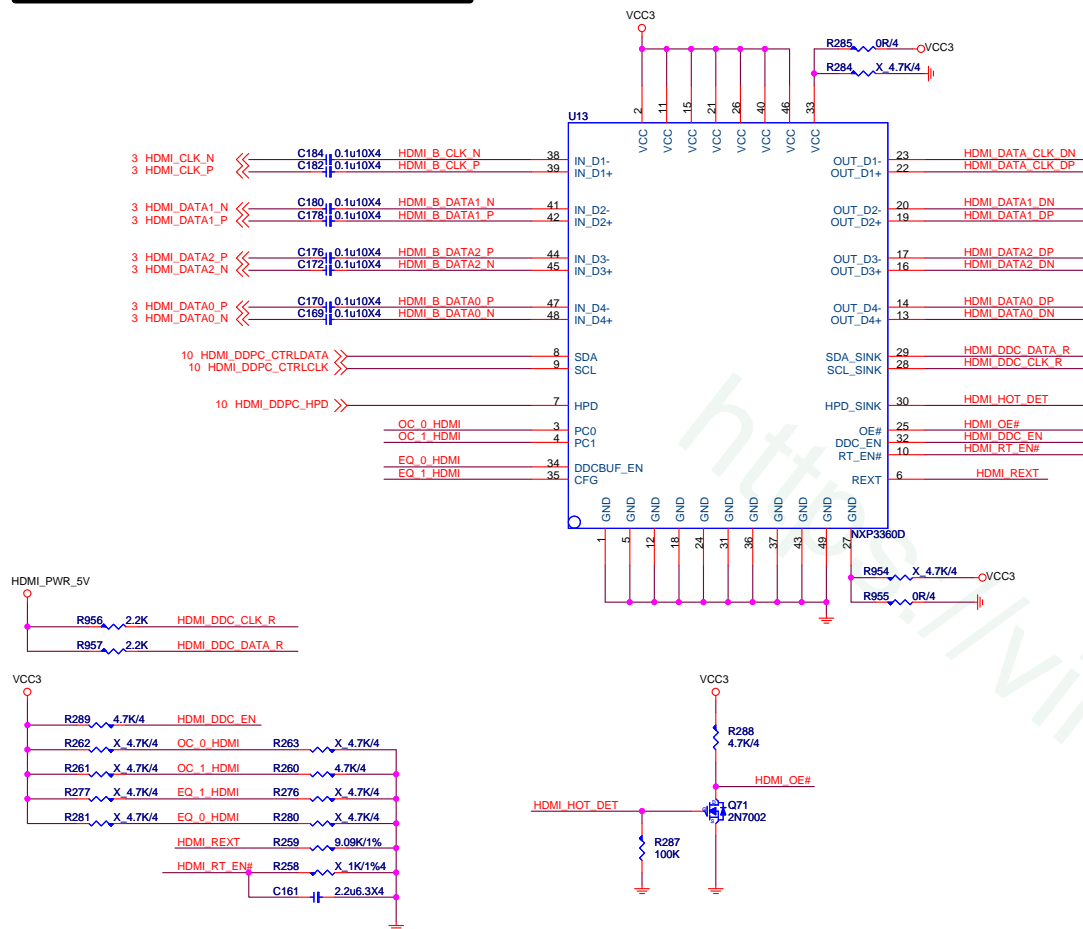 VCC3
R285 0R/4 VCC3
R284 X_4.7K/4
U13
2 11 15 21 26 40 46 33
VCC VCC VCC VCC VCC VCC VCC VCC
3 HDMI_CLK_N C184 0.1u10X4 HDMI_B_CLK_N 38 IN_D1- OUT_D1- 23 HDMI_DATA_CLK_DN
3 HDMI_CLK_P C182 0.1u10X4 HDMI_B_CLK_P 39 IN_D1+ OUT_D1+ 22 HDMI_DATA_CLK_DP
3 HDMI_DATA1_N C180 0.1u10X4 HDMI_B_DATA1_N 41 IN_D2- OUT_D2- 20 HDMI_DATA1_DN
3 HDMI_DATA1_P C178 0.1u10X4 HDMI_B_DATA1_P 42 IN_D2+ OUT_D2+ 19 HDMI_DATA1_DP
3 HDMI_DATA2_P C176 0.1u10X4 HDMI_B_DATA2_P 44 IN_D3- OUT_D3- 17 HDMI_DATA2_DP
3 HDMI_DATA2_N C172 0.1u10X4 HDMI_B_DATA2_N 45 IN_D3+ OUT_D3+ 16 HDMI_DATA2_DN
3 HDMI_DATA0_P C170 0.1u10X4 HDMI_B_DATA0_P 47 IN_D4- OUT_D4- 14 HDMI_DATA0_DP
3 HDMI_DATA0_N C169 0.1u10X4 HDMI_B_DATA0_N 48 IN_D4+ OUT_D4+ 13 HDMI_DATA0_DN
10 HDMI_DDPC_CTRLDATA 8 SDA SDA_SINK 29 HDMI_DDC_DATA_R
10 HDMI_DDPC_CTRLCLK 9 SCL SCL_SINK 28 HDMI_DDC_CLK_R
10 HDMI_DDPC_HPD 7 HPD HPD_SINK 30 HDMI_HOT_DET
OC_0_HDMI 3 PC0 OE# 25 HDMI_OE#
OC_1_HDMI 4 PC1 DDC_EN 32 HDMI_DDC_EN
RT_EN# 10 HDMI_RT_EN#
EQ_0_HDMI 34 DDCBUF_EN
EQ_1_HDMI 35 CFG REXT 6 HDMI_REXT
GND GND GND GND GND GND GND GND GND GND GND
NXP3360D
1 5 12 18 24 31 36 37 43 49 27
R954 X_4.7K/4 VCC3
R955 0R/4
HDMI_PWR_5V
R956 2.2K HDMI_DDC_CLK_R
R957 2.2K HDMI_DDC_DATA_R
VCC3
R289 4.7K/4 HDMI_DDC_EN
R262 X_4.7K/4 OC_0_HDMI R263 X_4.7K/4
R261 X_4.7K/4 OC_1_HDMI R260 4.7K/4
R277 X_4.7K/4 EQ_1_HDMI R276 X_4.7K/4
R281 X_4.7K/4 EQ_0_HDMI R280 X_4.7K/4
HDMI_REXT R259 9.09K/1%
HDMI_RT_EN# R258 X_1K/1%4
C161 2.2u6.3X4
VCC3
R288
4.7K/4
HDMI_OE#
HDMI_HOT_DET
Q71
2N7002
R287
100K
https://vi